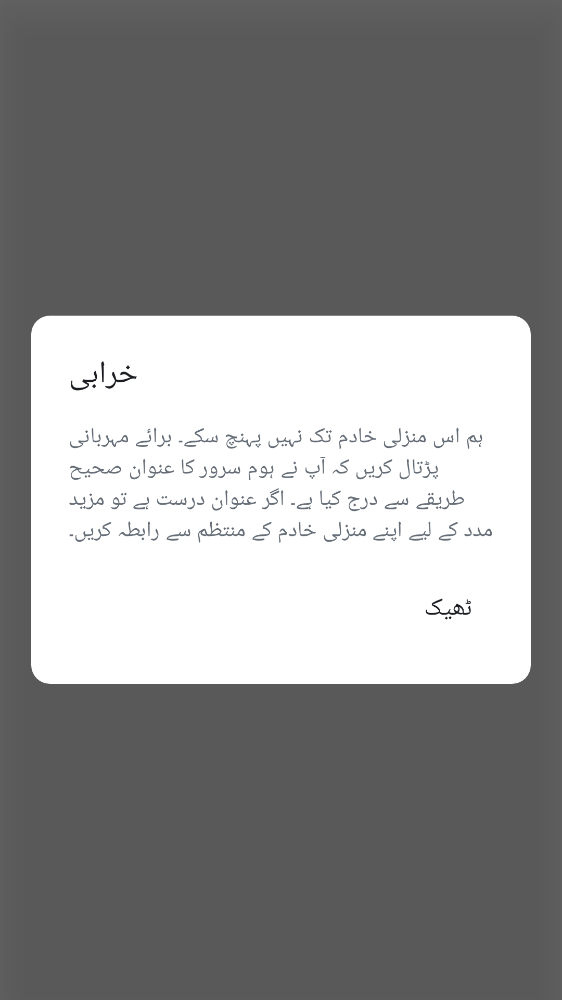 خرابی
ہم اس منزلی خادم تک نہیں پہنچ سکے۔ برائے مہربانی
پڑتال کریں کہ آپ نے ہوم سرور کا عنوان صحیح
طریقے سے درج کیا ہے۔ اگر عنوان درست ہے تو مزید
مدد کے لیے اپنے منزلی خادم کے منتظم سے رابطہ کریں۔
ٹھیک